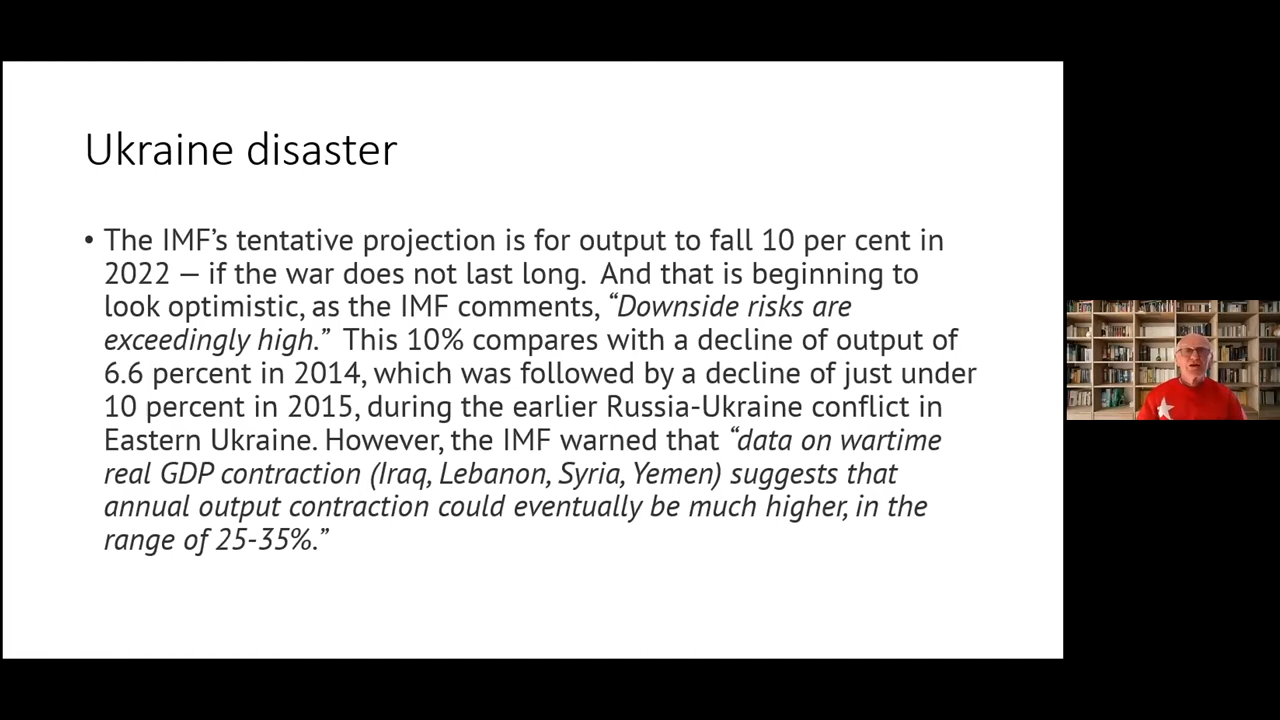 Ukraine disaster
• The IMF’s tentative projection is for output to fall 10 per cent in
2022 — if the war does not last long.  And that is beginning to
look optimistic, as the IMF comments, “Downside risks are
exceedingly high.”  This 10% compares with a decline of output of
6.6 percent in 2014, which was followed by a decline of just under
10 percent in 2015, during the earlier Russia-Ukraine conflict in
Eastern Ukraine. However, the IMF warned that “data on wartime
real GDP contraction (Iraq, Lebanon, Syria, Yemen) suggests that
annual output contraction could eventually be much higher, in the
range of 25-35%.”